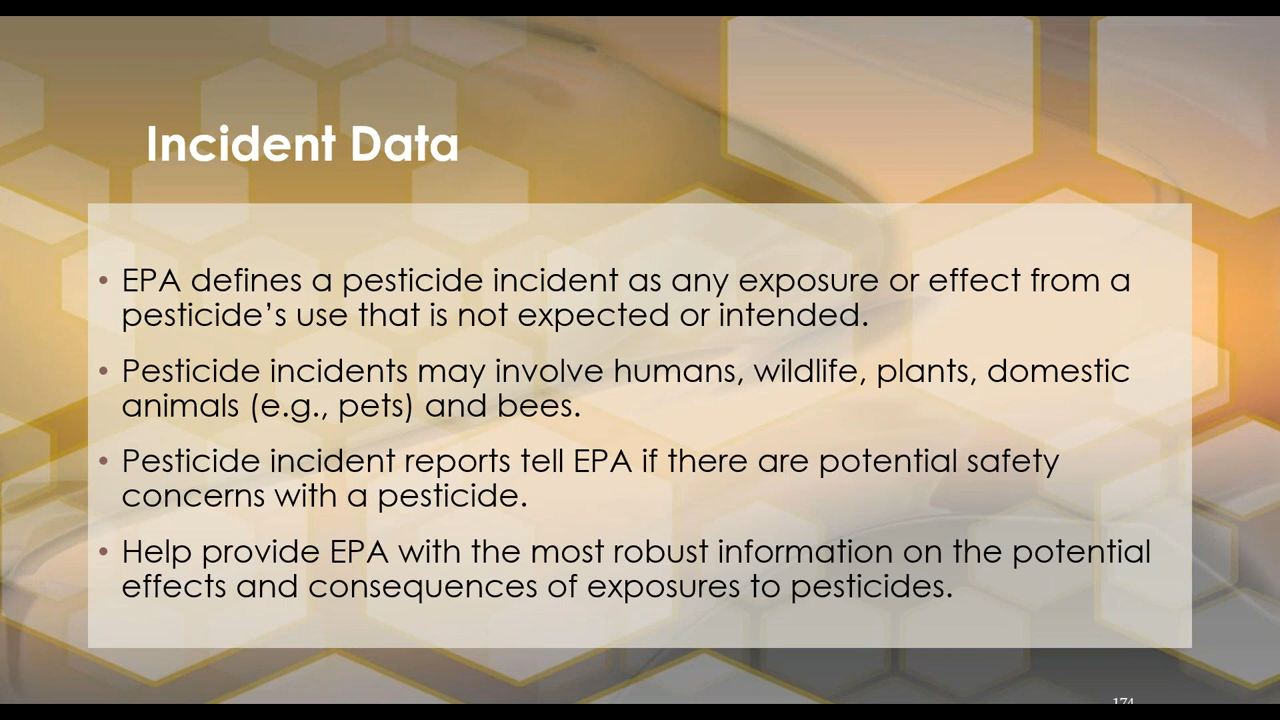 Incident Data
• EPA defines a pesticide incident as any exposure or effect from a
pesticide’s use that is not expected or intended.
• Pesticide incidents may involve humans, wildlife, plants, domestic
animals (e.g., pets) and bees.
• Pesticide incident reports tell EPA if there are potential safety
concerns with a pesticide.
• Help provide EPA with the most robust information on the potential
effects and consequences of exposures to pesticides.
174